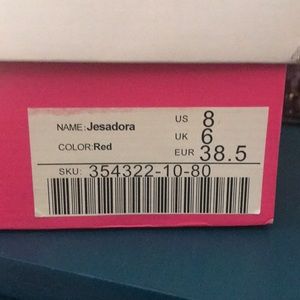 NAME:Jesadora
COLOR:Red
US 8
UK 6
EUR 38.5
SKU: 354322-10-80